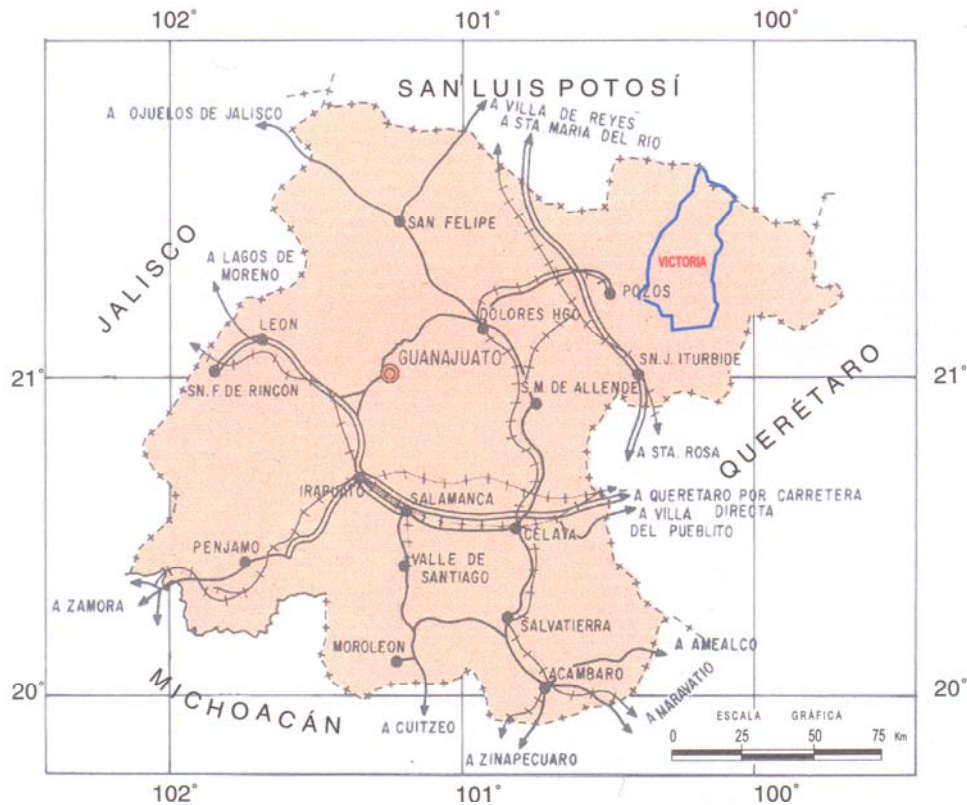 102°
101°
100°
SAN LUIS POTOSÍ
A OJUELOS DE JALISCO
A VILLA DE REYES
A STA. MARIA DEL RIO
SAN FELIPE
JALISCO
A LAGOS DE
MORENO
VICTORIA
POZOS
DOLORES HGO
LEON
GUANAJUATO
SN. J. ITURBIDE
21°
SN. F. DE RINCON
S. M. DE ALLENDE
21°
QUERÉTARO
A STA. ROSA
IRAPUATO
SALAMANCA
A QUERETARO POR CARRETERA
DIRECTA
A VILLA
DEL PUEBLITO
CELAYA
PENJAMO
VALLE DE
SANTIAGO
A ZAMORA
SALVATIERRA
MOROLEON
A AMEALCO
ACAMBARO
20°
20°
MICHOACÁN
A MARAVATIO
A CUITZEO
A ZINAPECUARO
ESCALA GRÁFICA
0 25 50 75 Km
102°
101°
100°